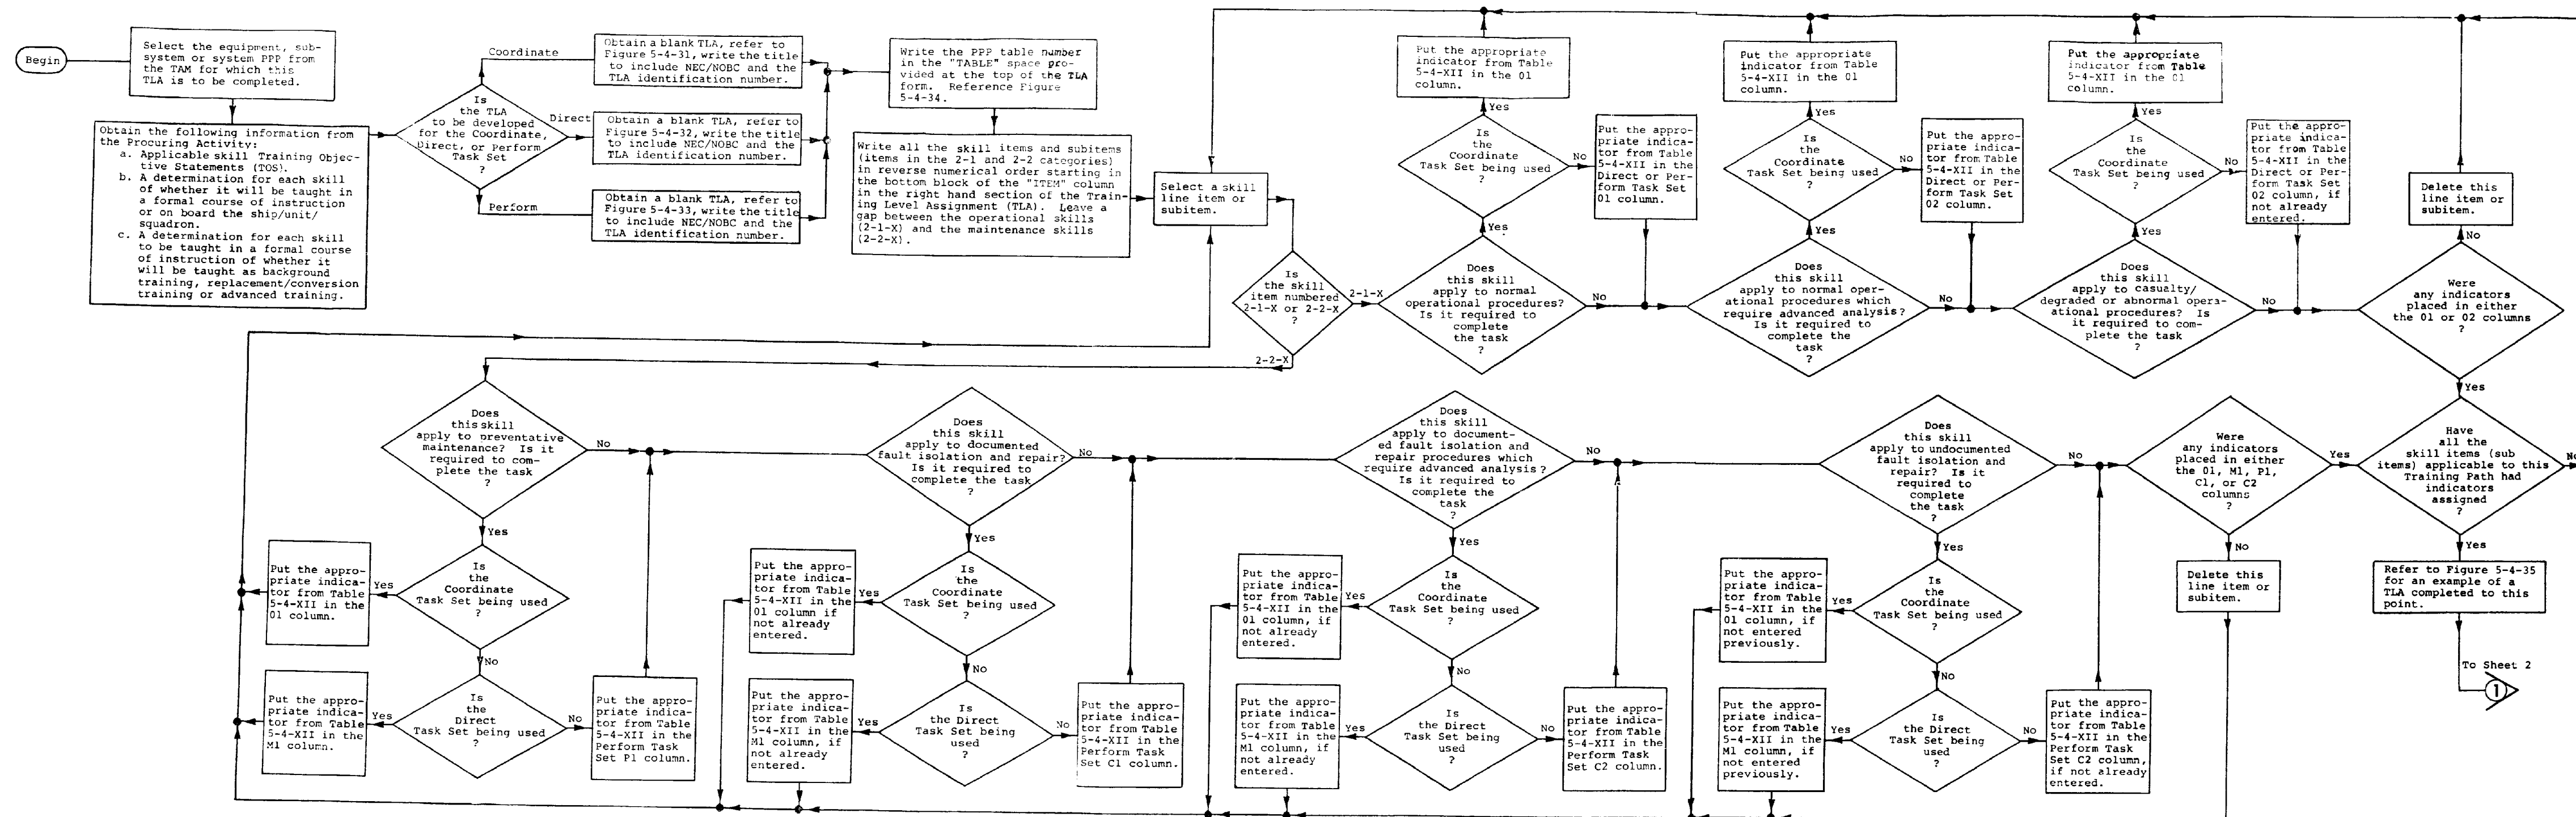 Begin
Select the equipment, sub-
system or system PPP from
the TAM for which this
TLA is to be completed.
Obtain the following information from
the Procuring Activity:
a. Applicable skill Training Objec-
tive Statements (TOS).
b. A determination for each skill
of whether it will be taught in
a formal course of instruction
or on board the ship/unit/
squadron.
c. A determination for each skill
to be taught in a formal course
of instruction of whether it
will be taught as background
training, replacement/conversion
training or advanced training.
Is
the TLA
to be developed
for the Coordinate,
Direct, or Perform
Task Set
?
Coordinate
Direct
Perform
Obtain a blank TLA, refer to
Figure 5-4-31, write the title
to include NEC/NOBC and the
TLA identification number.
Obtain a blank TLA, refer to
Figure 5-4-32, write the title
to include NEC/NOBC and the
TLA identification number.
Obtain a blank TLA, refer to
Figure 5-4-33, write the title
to include NEC/NOBC and the
TLA identification number.
Write the PPP table number
in the "TABLE" space pro-
vided at the top of the TLA
form. Reference Figure
5-4-34.
Write all the skill items and subitems
(items in the 2-1 and 2-2 categories)
in reverse numerical order starting in
the bottom block of the "ITEM" column
in the right hand section of the Train-
ing Level Assignment (TLA). Leave a
gap between the operational skills
(2-1-X) and the maintenance skills
(2-2-X).
Select a skill
line item or
subitem.
Is
the skill
item numbered
2-1-X or 2-2-X
?
2-1-X
2-2-X
Put the appropriate
indicator from Table
5-4-XII in the 01
column.
Yes
Is
the
Coordinate
Task Set being used
?
No
Put the appro-
priate indica-
tor from Table
5-4-XII in the
Direct or Per-
form Task Set
01 column.
Yes
Does
this skill
apply to normal
operational procedures?
Is it required to
complete
the task
?
No
Put the appropriate
indicator from Table
5-4-XII in the 01
column.
Yes
Is
the
Coordinate
Task Set being used
?
No
Put the appro-
priate indica-
tor from Table
5-4-XII in the
Direct or Per-
form Task Set
02 column.
Yes
Does
this skill
apply to normal oper-
ational procedures which
require advanced analysis?
Is it required to
complete the
task
?
No
Put the appropriate
indicator from Table
5-4-XII in the 01
column.
Yes
Is
the
Coordinate
Task Set being used
?
No
Put the appro-
priate indica-
tor from Table
5-4-XII in the
Direct or Per-
form Task Set
02 column, if
not already
entered.
Yes
Does
this skill
apply to casualty/
degraded or abnormal opera-
ational procedures? Is
it required to com-
plete the task
?
No
Delete this
line item or
subitem.
No
Were
any indicators
placed in either
the 01 or 02 columns
?
Yes
Does
this skill
apply to preventative
maintenance? Is it
required to com-
plete the task
?
No
Yes
Is
the
Coordinate
Task Set being used
?
Yes
Put the appro-
priate indica-
tor from Table
5-4-XII in the
01 column.
No
Is
the
Direct
Task Set being used
?
Yes
Put the appro-
priate indica-
tor from Table
5-4-XII in the
M1 column.
No
Put the appro-
priate indica-
tor from Table
5-4-XII in the
Perform Task
Set P1 column.
Does
this skill
apply to documented
fault isolation and repair?
Is it required to
complete the task
?
No
Yes
Is
the
Coordinate
Task Set being used
?
Yes
Put the appro-
priate indica-
tor from Table
5-4-XII in the
01 column if
not already
entered.
No
Is
the Direct
Task Set being
used
?
Yes
Put the appro-
priate indica-
tor from Table
5-4-XII in the
M1 column, if
not already
entered.
No
Put the appro-
priate indica-
tor from Table
5-4-XII in the
Perform Task
Set C1 column.
Does
this skill
apply to document-
ed fault isolation and
repair procedures which
require advanced analysis?
Is it required to
complete the
task
?
No
Yes
Is
the
Coordinate
Task Set being used
?
Yes
Put the appro-
priate indica-
tor from Table
5-4-XII in the
01 column, if
not already
entered.
No
Is
the Direct
Task Set being
used
?
Yes
Put the appro-
priate indica-
tor from Table
5-4-XII in the
M1 column, if
not already
entered.
No
Put the appro-
priate indica-
tor from Table
5-4-XII in the
Perform Task
Set C2 column.
Does
this skill
apply to undocumented
fault isolation and
repair? Is it
required to
complete
the task
?
No
Yes
Is
the
Coordinate
Task Set being used
?
Yes
Put the appro-
priate indica-
tor from Table
5-4-XII in the
01 column, if
not entered
previously.
No
Is
the Direct
Task Set being
used
?
Yes
Put the appro-
priate indica-
tor from Table
5-4-XII in the
M1 column, if
not entered
previously.
No
Put the appro-
priate indica-
tor from Table
5-4-XII in the
Perform Task
Set C2 column,
if not already
entered.
Were
any indicators
placed in either
the 01, M1, P1,
C1, or C2
columns
?
Yes
No
Delete this
line item or
subitem.
Have
all the
skill items (sub
items) applicable to this
Training Path had
indicators
assigned
?
No
Yes
Refer to Figure 5-4-35
for an example of a
TLA completed to this
point.
To Sheet 2
1